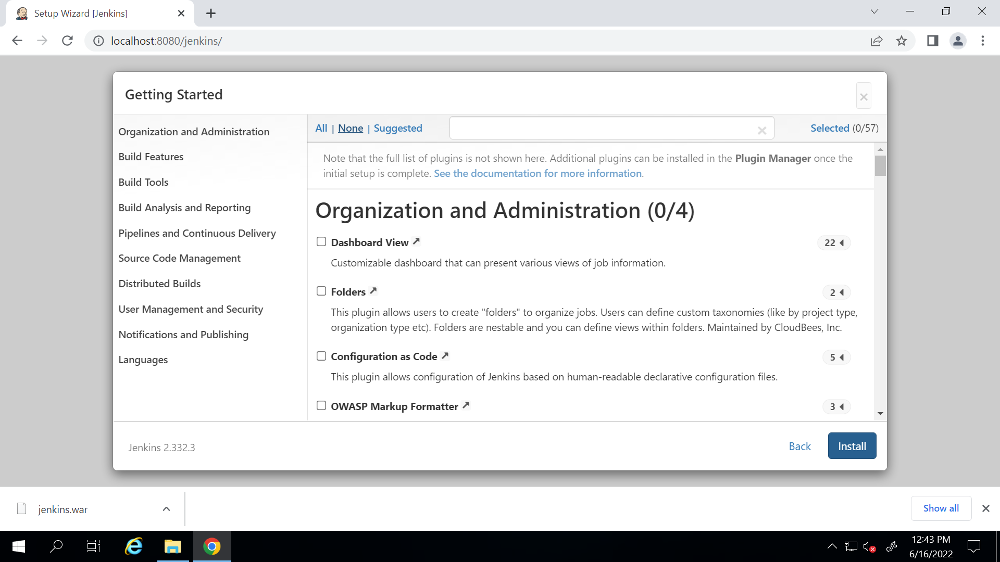 Setup Wizard [Jenkins]
localhost:8080/jenkins/
Getting Started
Organization and Administration
Build Features
Build Tools
Build Analysis and Reporting
Pipelines and Continuous Delivery
Source Code Management
Distributed Builds
User Management and Security
Notifications and Publishing
Languages
All | None | Suggested
Selected (0/57)
Note that the full list of plugins is not shown here. Additional plugins can be installed in the Plugin Manager once the
initial setup is complete. See the documentation for more information.
Organization and Administration (0/4)
Dashboard View 22
Customizable dashboard that can present various views of job information.
Folders 2
This plugin allows users to create "folders" to organize jobs. Users can define custom taxonomies (like by project type,
organization type etc). Folders are nestable and you can define views within folders. Maintained by CloudBees, Inc.
Configuration as Code 5
This plugin allows configuration of Jenkins based on human-readable declarative configuration files.
OWASP Markup Formatter 3
Jenkins 2.332.3
Back
Install
jenkins.war
Show all
12:43 PM
6/16/2022